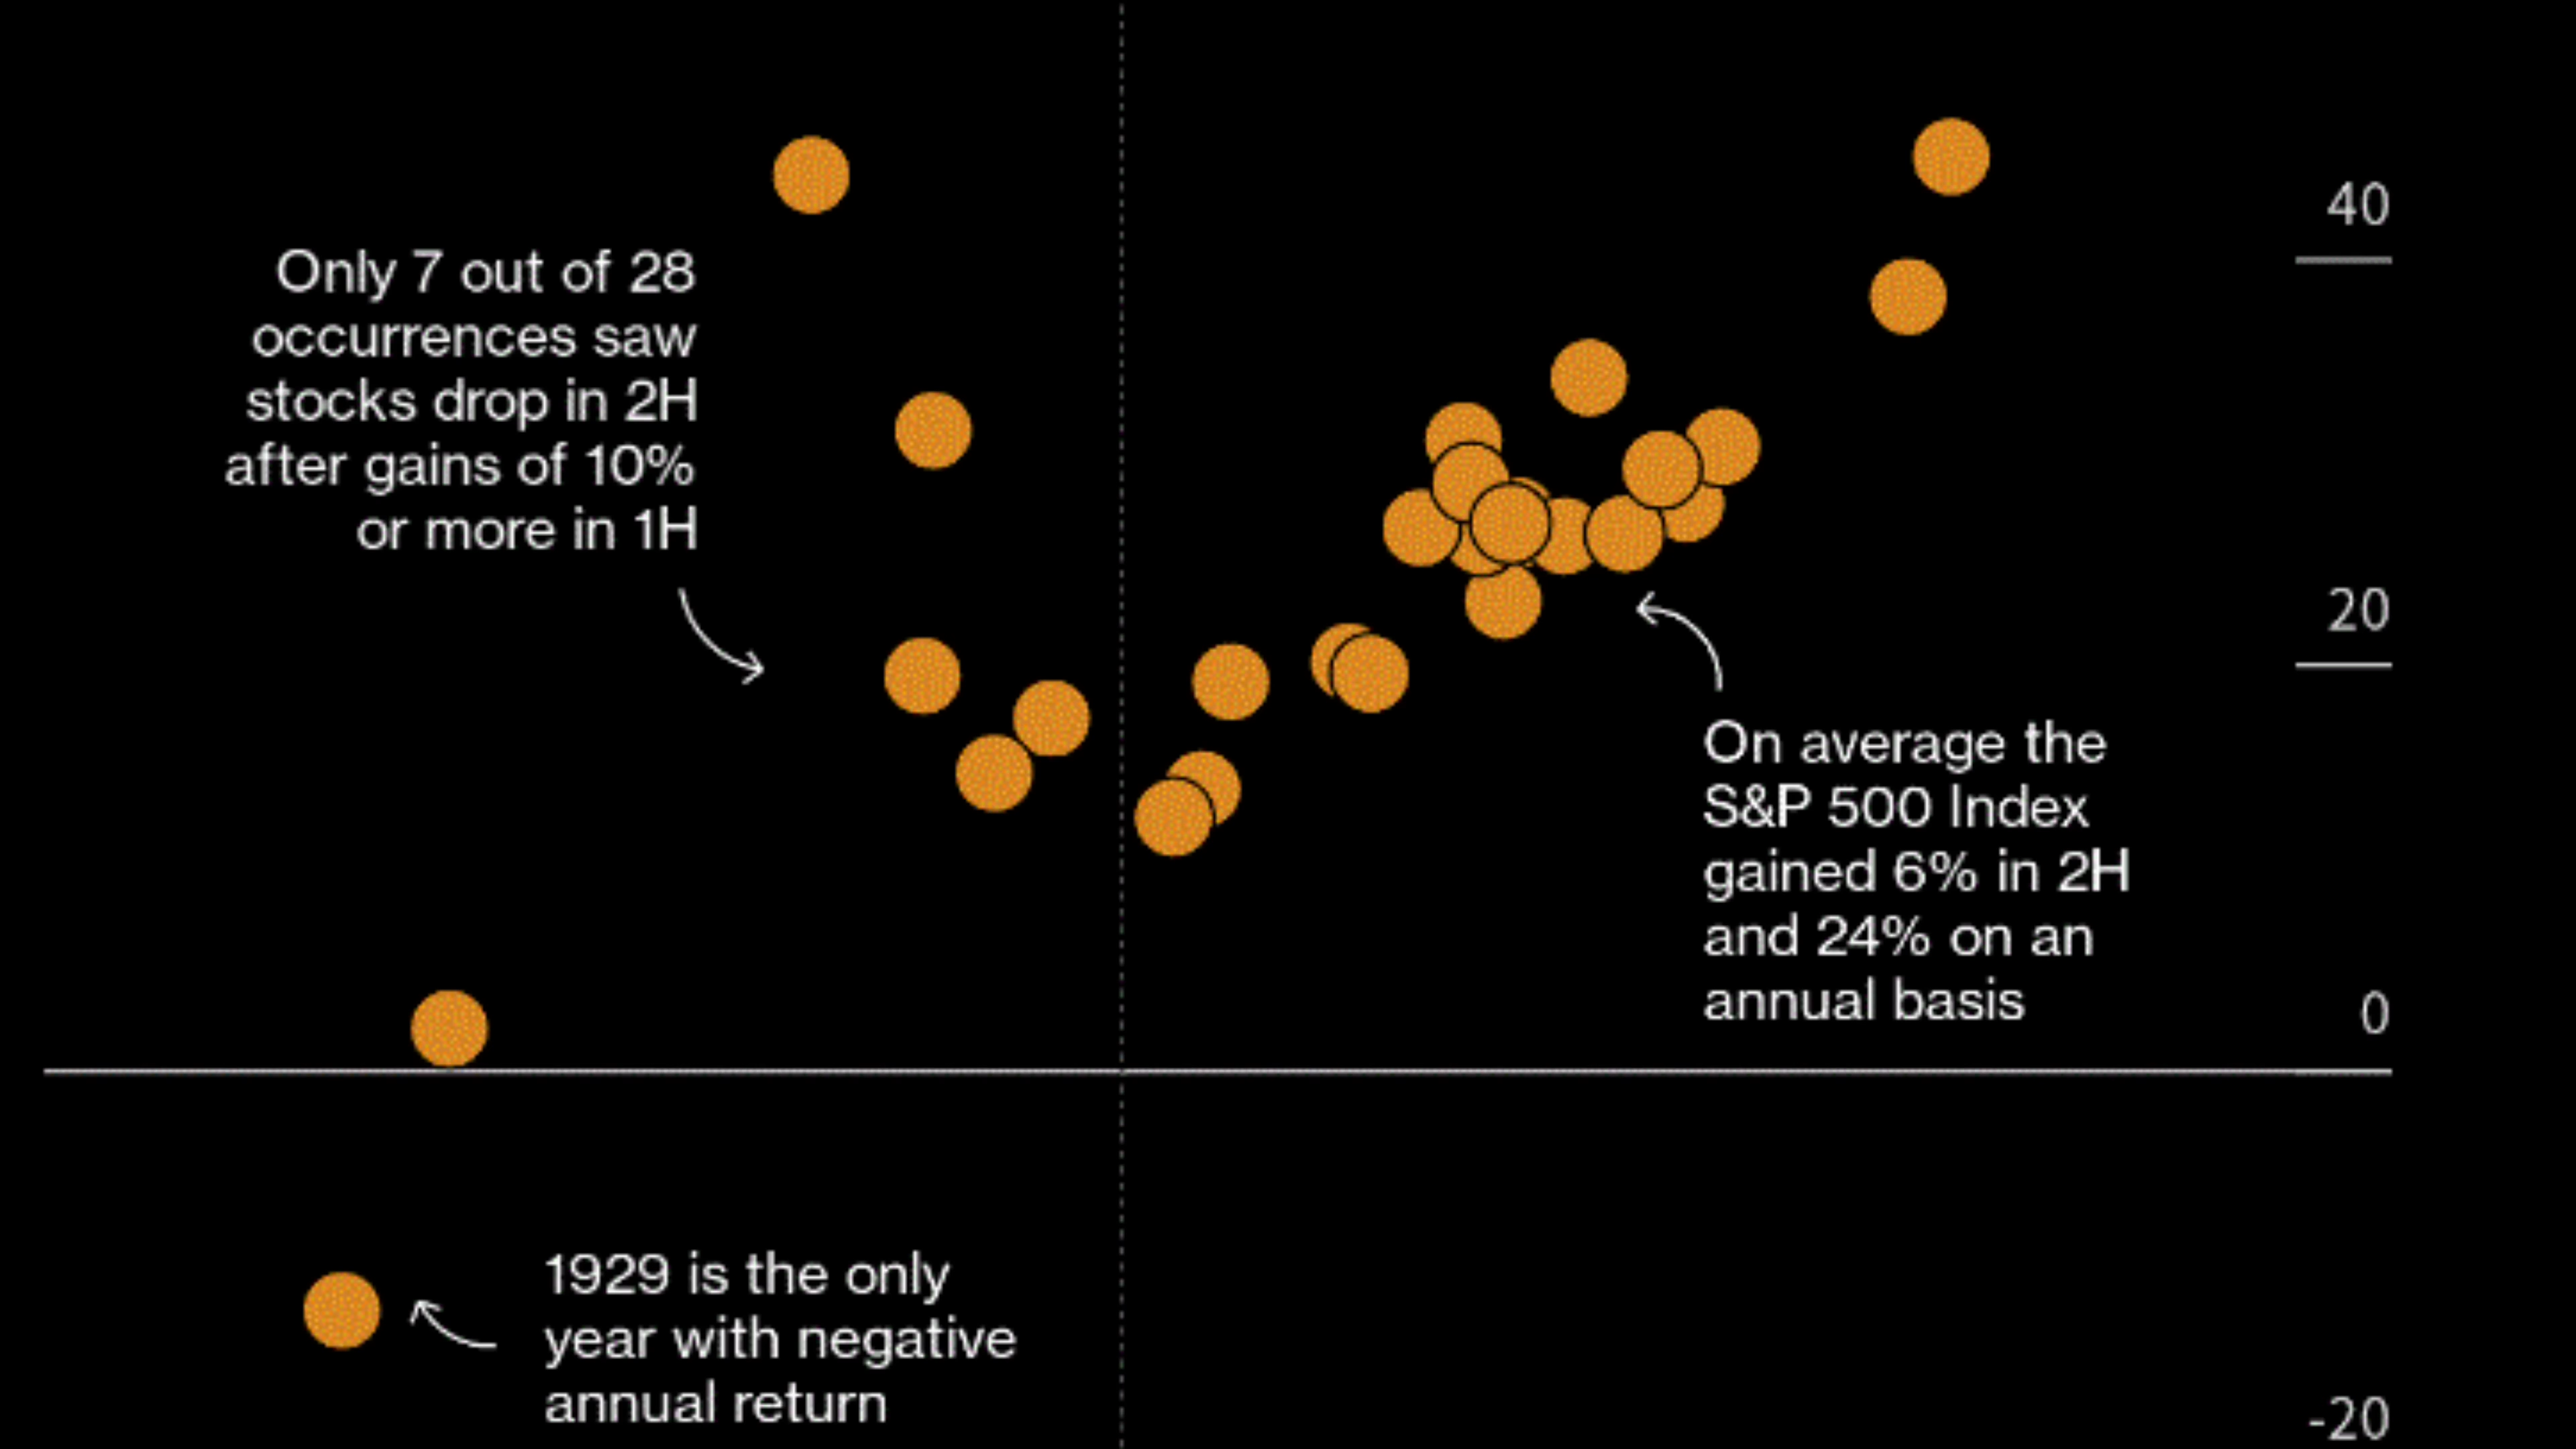 40
Only 7 out of 28
occurrences saw
stocks drop in 2H
after gains of 10%
or more in 1H
20
On average the
S&P 500 Index
gained 6% in 2H
and 24% on an
annual basis
0
1929 is the only
year with negative
annual return
-20